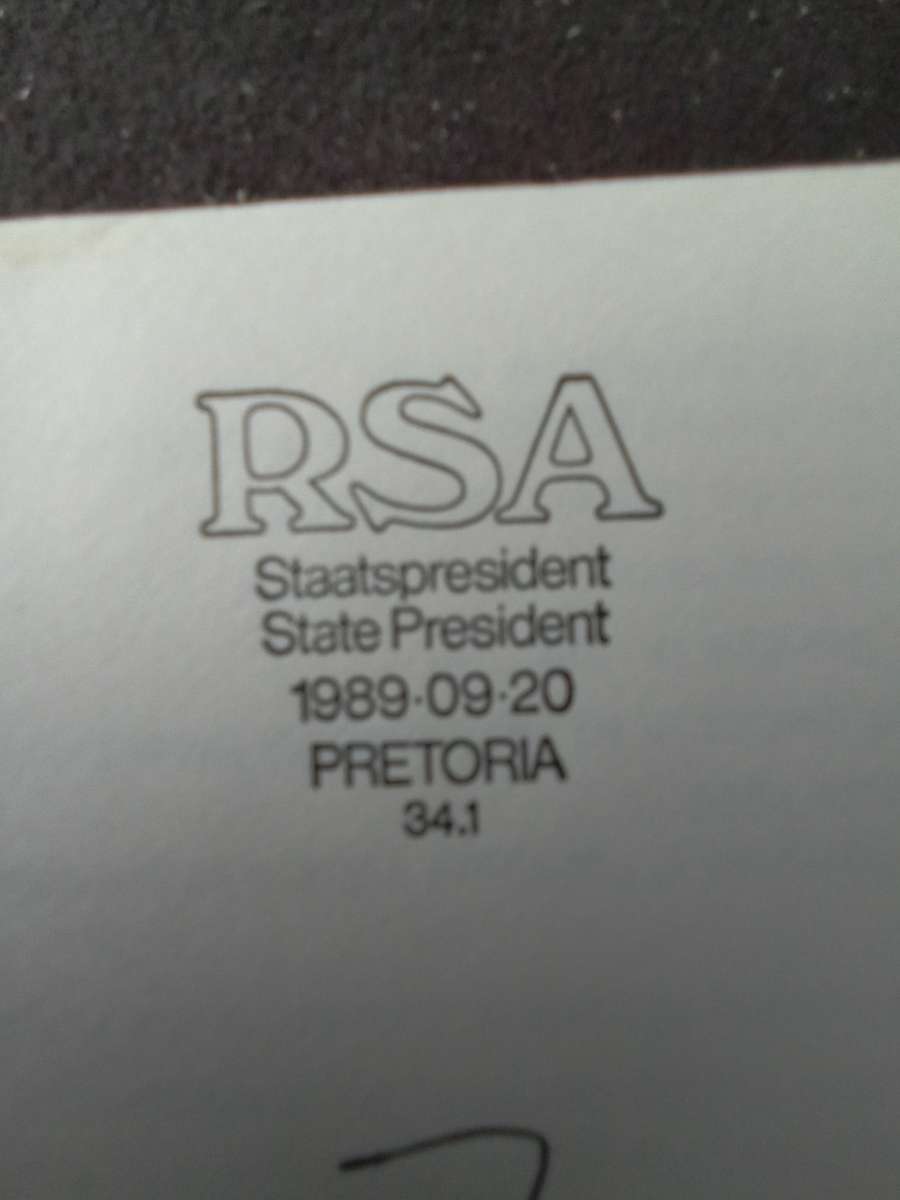 RSA
Staatspresident
State President
1989·09·20
PRETORIA
34.1